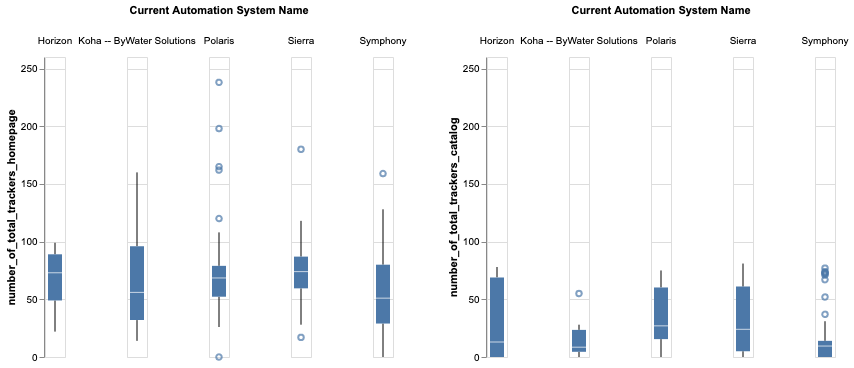 Current Automation System Name
Horizon Koha -- ByWater Solutions Polaris Sierra Symphony
250
200
150
100
50
0
number_of_total_trackers_homepage
Current Automation System Name
Horizon Koha -- ByWater Solutions Polaris Sierra Symphony
250
200
150
100
50
0
number_of_total_trackers_catalog